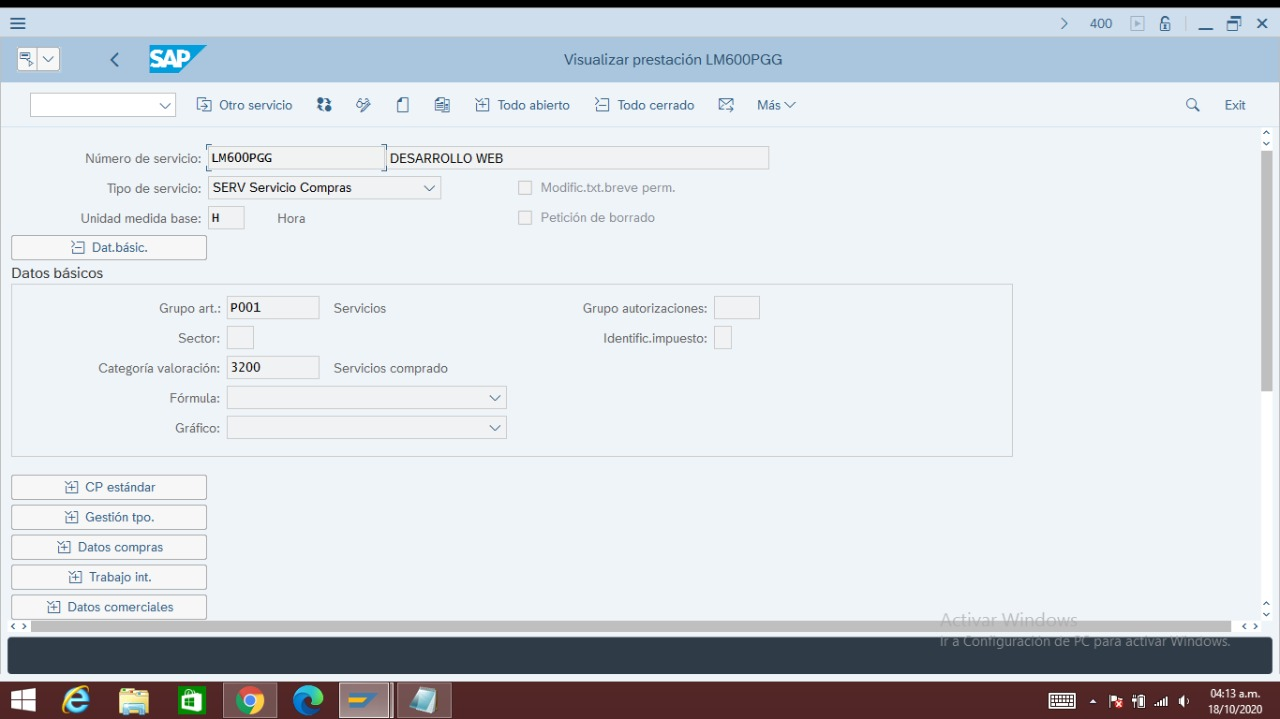 400
SAP
Visualizar prestación LM600PGG
Otro servicio Todo abierto Todo cerrado Más Exit
Número de servicio: LM600PGG DESARROLLO WEB
Tipo de servicio: SERV Servicio Compras Modific.txt.breve perm.
Unidad medida base: H Hora Petición de borrado
Dat.básic.
Datos básicos
Grupo art.: P001 Servicios Grupo autorizaciones:
Sector: Identific.impuesto:
Categoría valoración: 3200 Servicios comprado
Fórmula:
Gráfico:
CP estándar
Gestión tpo.
Datos compras
Trabajo int.
Datos comerciales
Activar Windows
Ir a Configuración de PC para activar Windows.
04:13 a.m.
18/10/2020